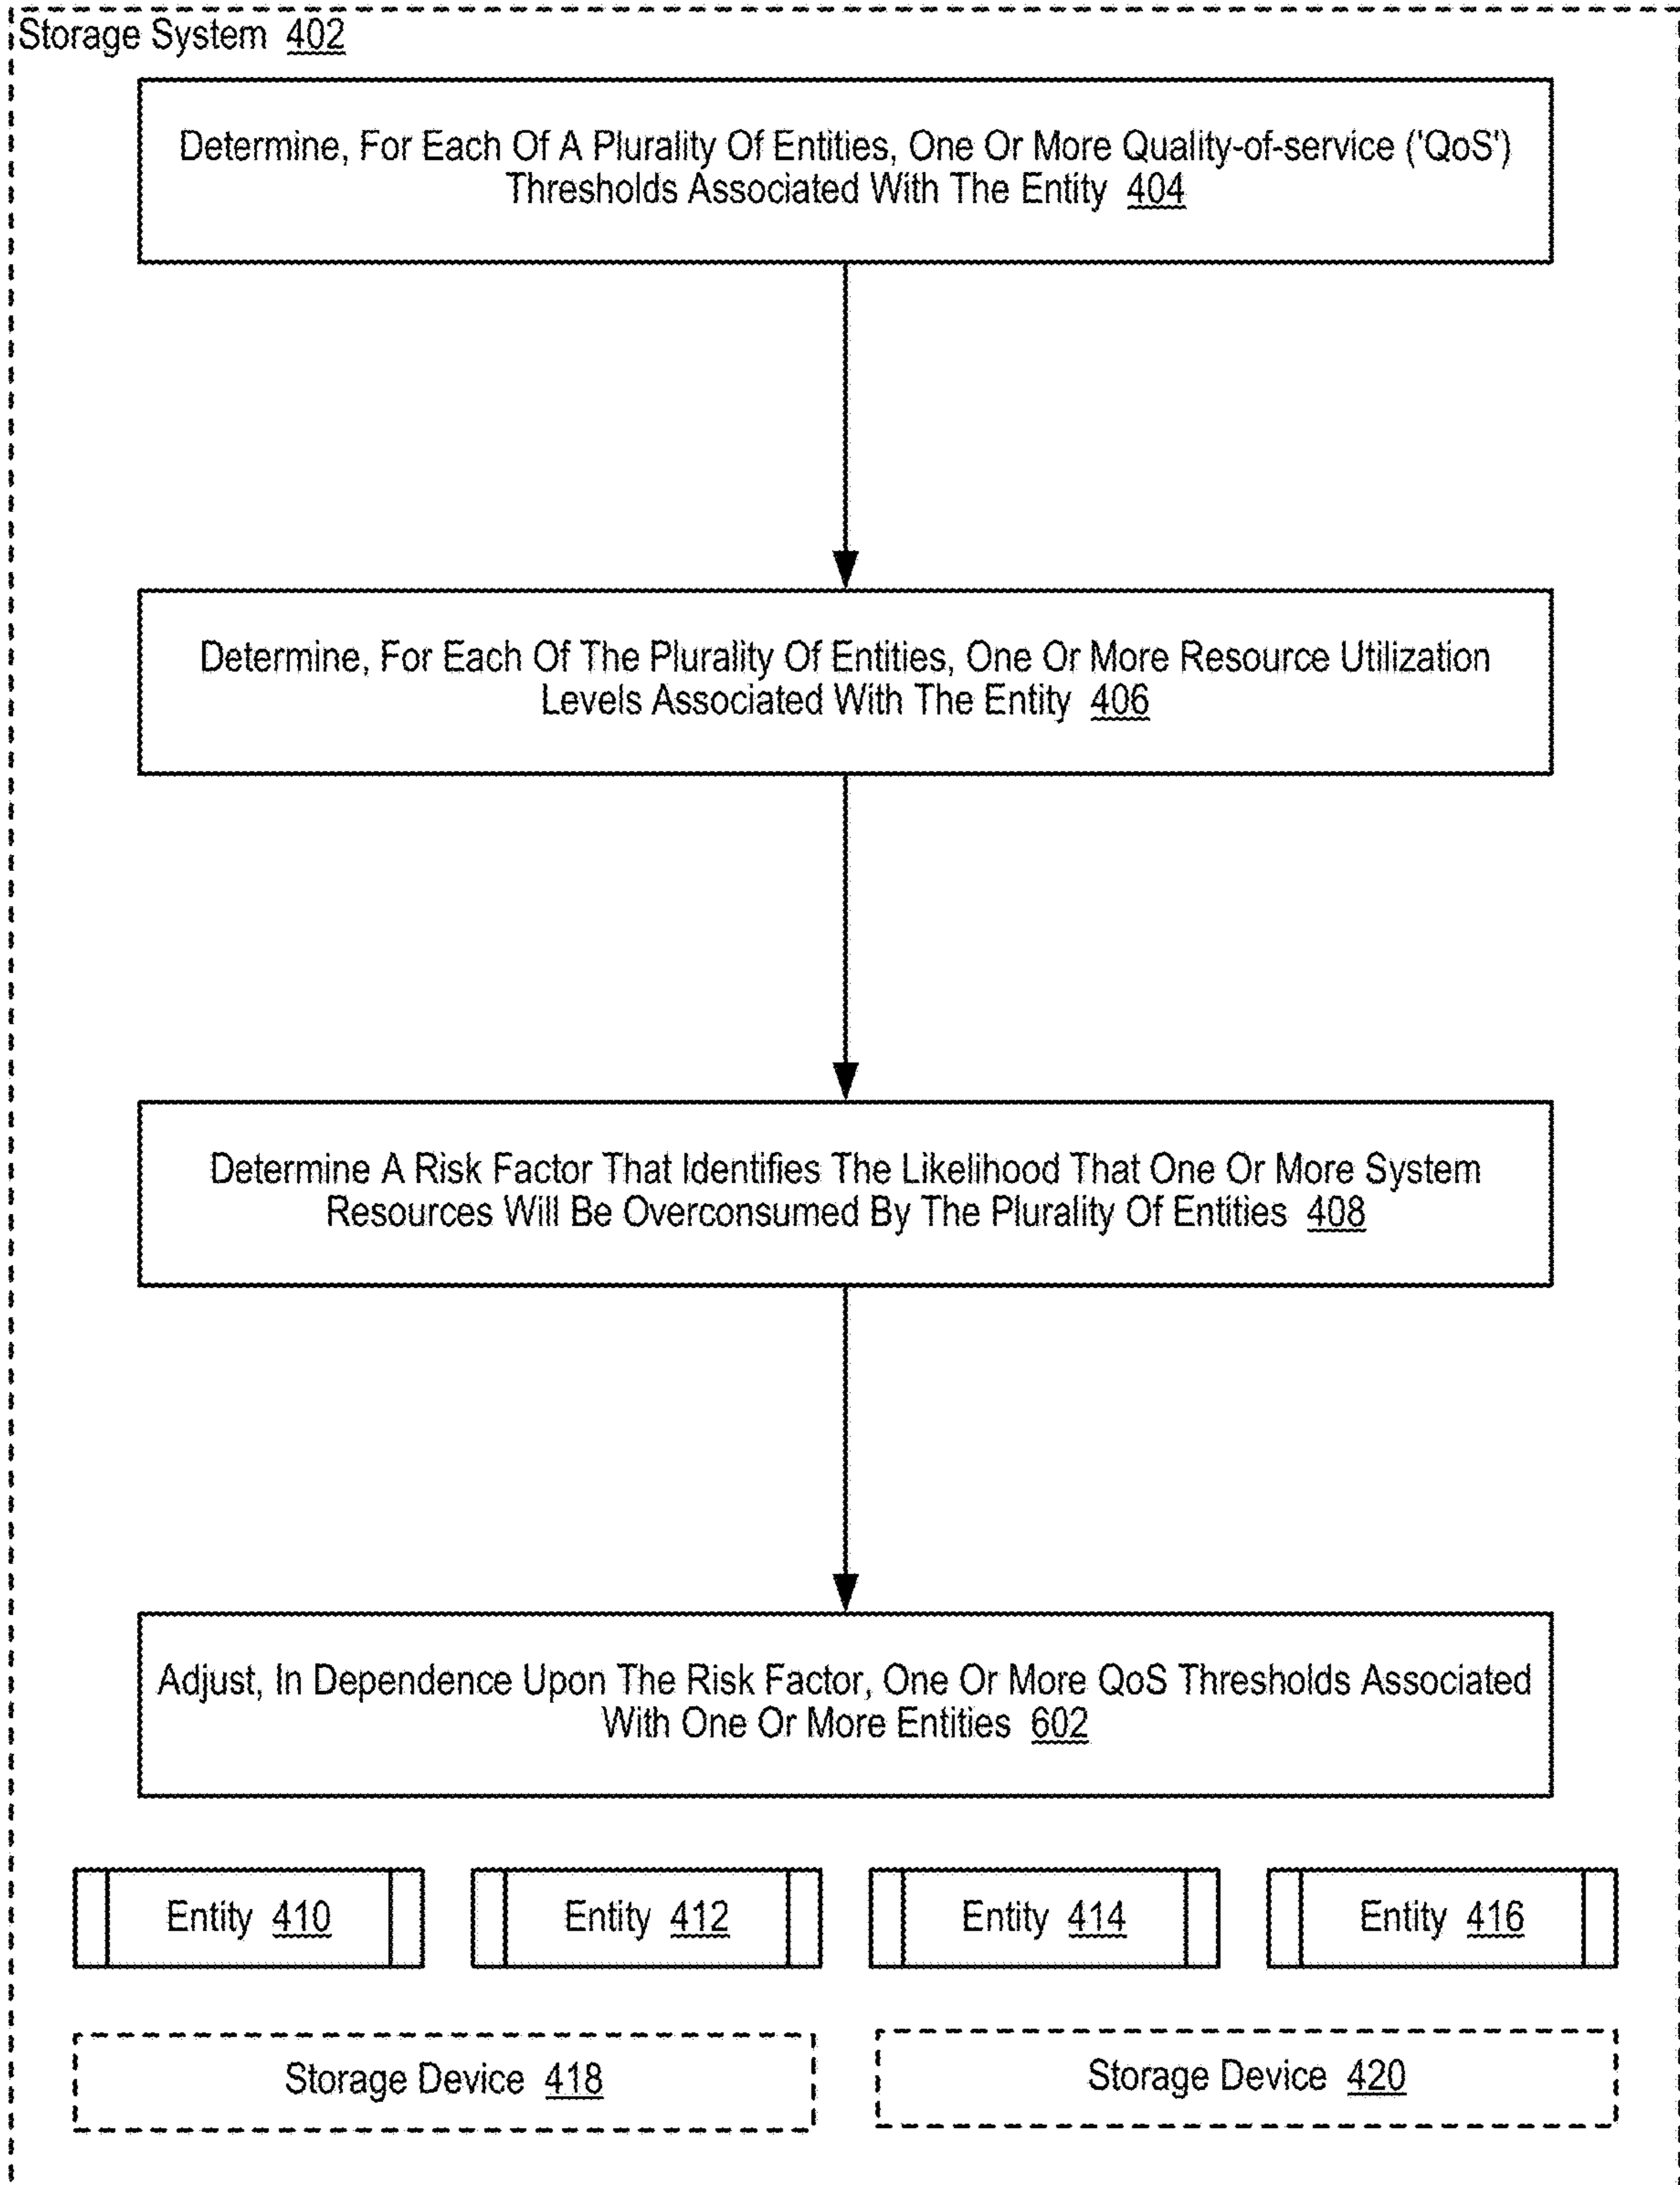 Storage System 402
Determine, For Each Of A Plurality Of Entities, One Or More Quality-of-service ('QoS')
Thresholds Associated With The Entity 404
Determine, For Each Of The Plurality Of Entities, One Or More Resource Utilization
Levels Associated With The Entity 406
Determine A Risk Factor That Identifies The Likelihood That One Or More System
Resources Will Be Overconsumed By The Plurality Of Entities 408
Adjust, In Dependence Upon The Risk Factor, One Or More QoS Thresholds Associated
With One Or More Entities 602
Entity 410
Entity 412
Entity 414
Entity 416
Storage Device 418
Storage Device 420